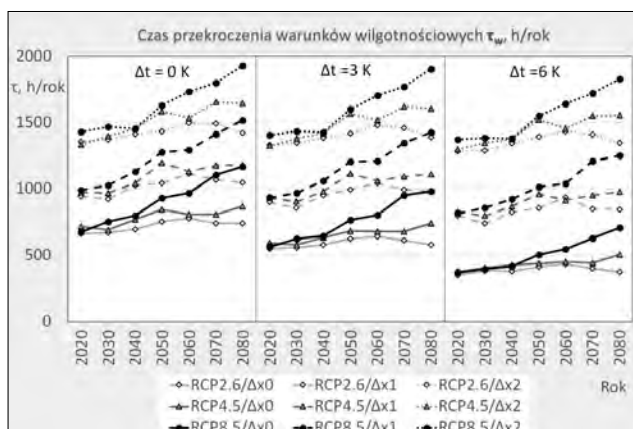 Czas przekroczenia warunków wilgotnościowych τw, h/rok
2000
τ, h/rok
Δt = 0 K
Δt =3 K
Δt =6 K
1500
1000
500
0
2020 2030 2040 2050 2060 2070 2080 2020 2030 2040 2050 2060 2070 2080 2020 2030 2040 2050 2060 2070 2080
Rok
RCP2.6/Δx0 RCP2.6/Δx1 RCP2.6/Δx2
RCP4.5/Δx0 RCP4.5/Δx1 RCP4.5/Δx2
RCP8.5/Δx0 RCP8.5/Δx1 RCP8.5/Δx2